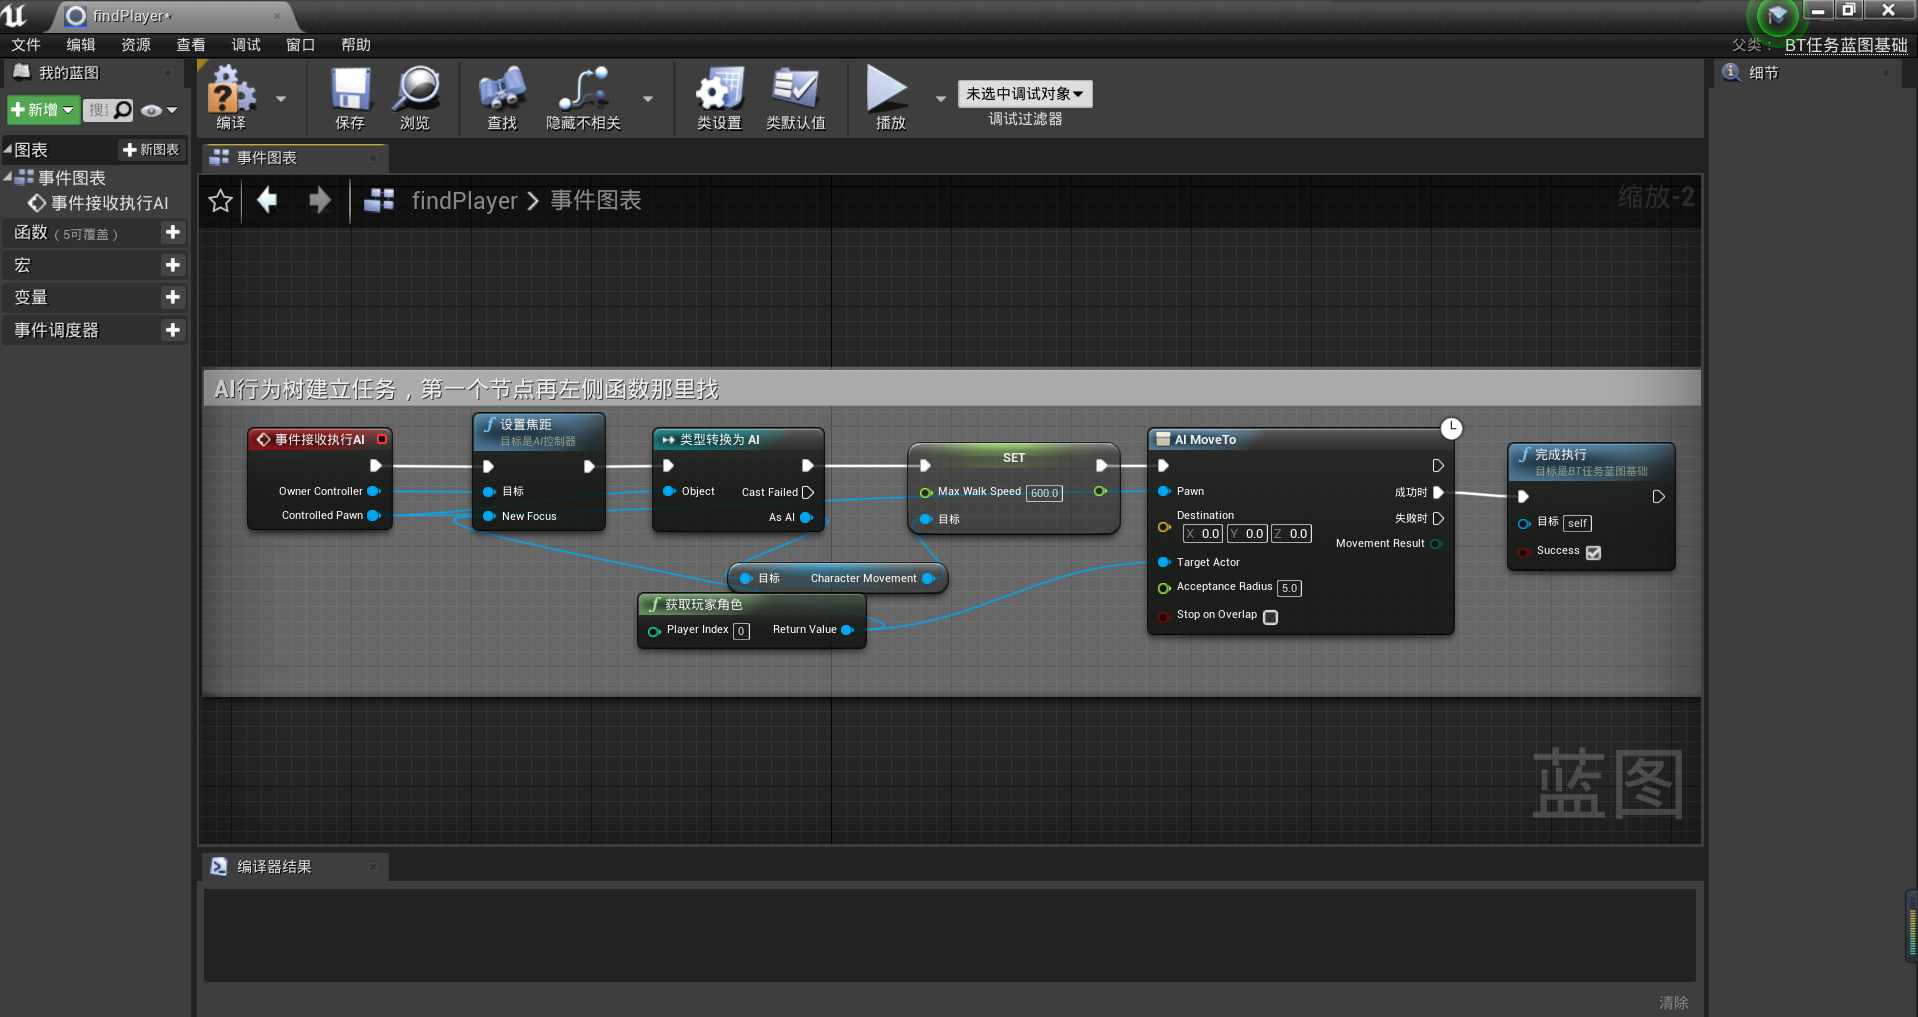 findPlayer*
文件 编辑 资源 查看 调试 窗口 帮助
父类： BT任务蓝图基础
我的蓝图
新增
搜
图表
新图表
事件图表
事件接收执行AI
函数 （5可覆盖）
宏
变量
事件调度器
编译
保存
浏览
查找
隐藏不相关
类设置
类默认值
播放
未选中调试对象
调试过滤器
细节
事件图表
findPlayer > 事件图表
缩放-2
AI行为树建立任务，第一个节点再左侧函数那里找
事件接收执行AI
Owner Controller
Controlled Pawn
设置焦距
目标是AI控制器
目标
New Focus
类型转换为 AI
Object
Cast Failed
As AI
SET
Max Walk Speed 600.0
目标
目标 Character Movement
获取玩家角色
Player Index 0 Return Value
AI MoveTo
Pawn
成功时
Destination
X 0.0 Y 0.0 Z 0.0
失败时
Movement Result
Target Actor
Acceptance Radius 5.0
Stop on Overlap
完成执行
目标是BT任务蓝图基础
目标 self
Success
蓝图
编译器结果
清除